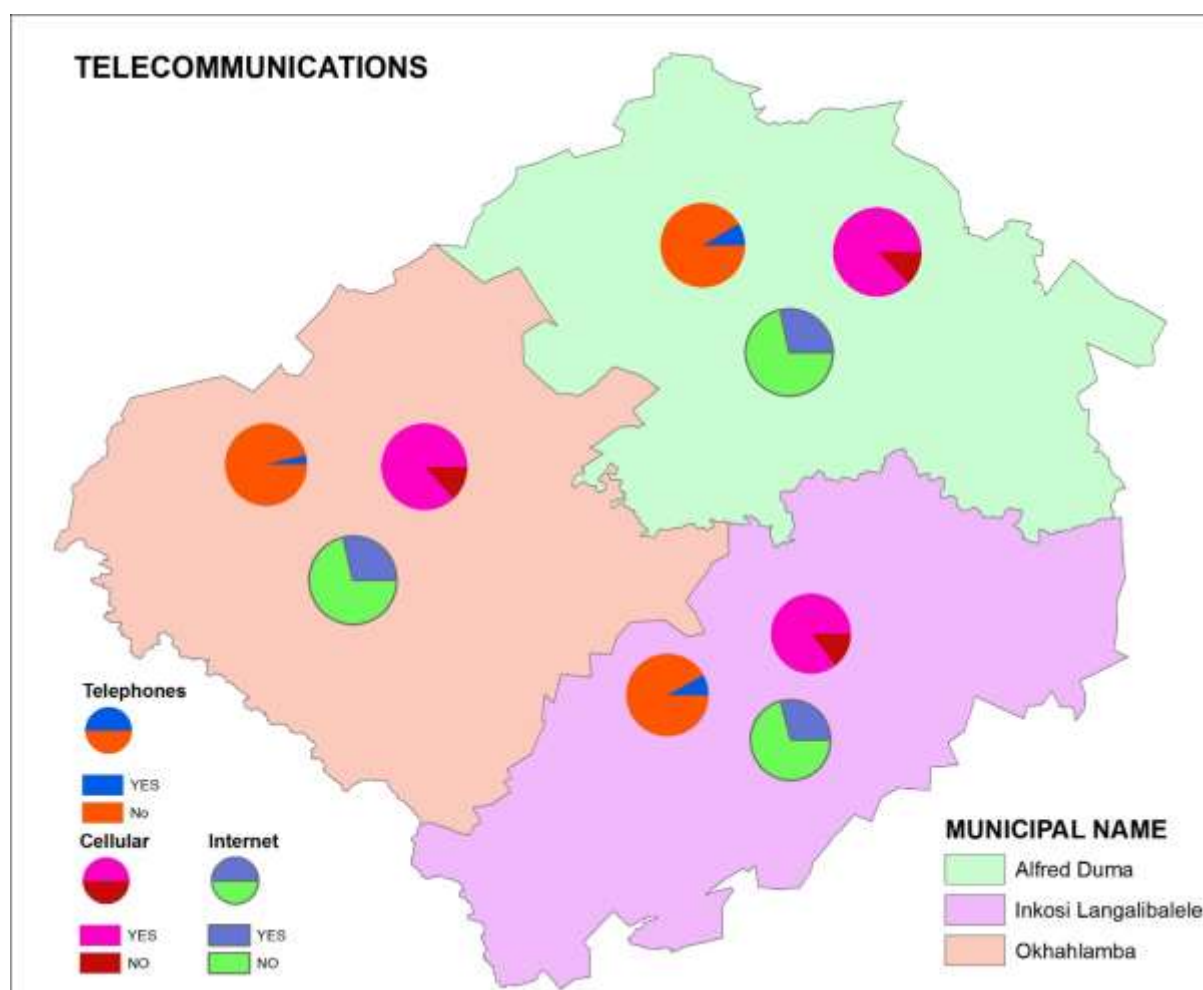 TELECOMMUNICATIONS
Telephones
YES
No
Cellular
YES
NO
Internet
YES
NO
MUNICIPAL NAME
Alfred Duma
Inkosi Langalibalele
Okhahlamba